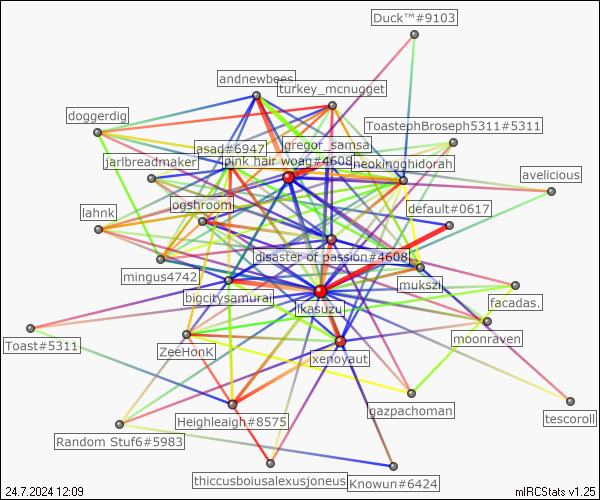 Duck™#9103
andnewbees
turkey_mcnugget
doggerdig
ToastephBroseph5311#5311
asad#6947
gregor_samsa
jarlbreadmaker
pink hair woag#4608
neokingghidorah
avelicious
lahnk
ogshroom
default#0617
disaster of passion#4608
mingus4742
bigcitysamurai
mukszi
ikasuzu
facadas.
Toast#5311
ZeeHonK
xenoyaut
moonraven
gazpachoman
tescoroli
Heighleaigh#8575
Random Stuf6#5983
thiccusboiusalexusjoneus
Knowun#6424
24.7.2024 12:09
mIRCStats v1.25